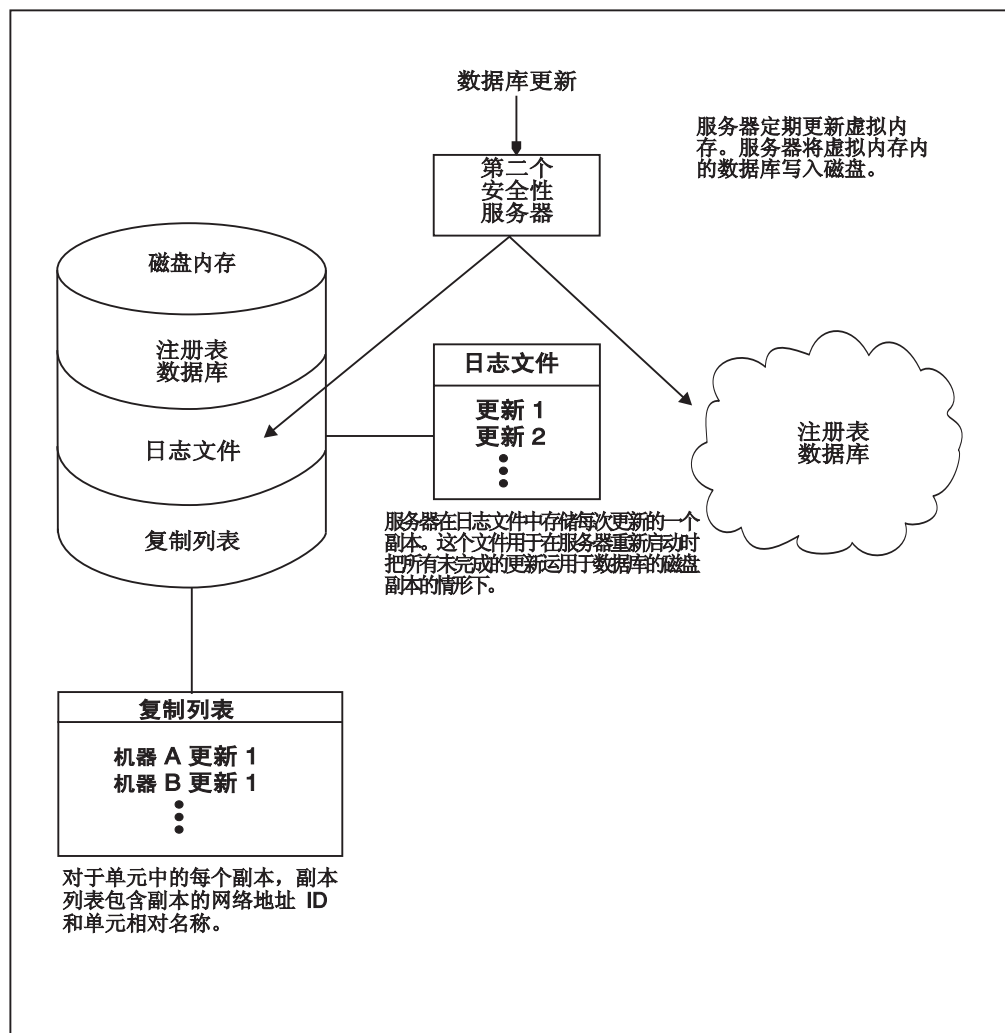 数据库更新
服务器定期更新虚拟内
存。服务器将虚拟内存内
的数据库写入磁盘。
第二个
安全性
服务器
磁盘内存
注册表
数据库
日志文件
复制列表
日志文件
更新 1
更新 2
注册表
数据库
服务器在日志文件中存储每次更新的一个
副本。这个文件用于在服务器重新启动时
把所有未完成的更新运用于数据库的磁盘
副本的情形下。
复制列表
机器 A 更新 1
机器 B 更新 1
对于单元中的每个副本，副本
列表包含副本的网络地址 ID
和单元相对名称。